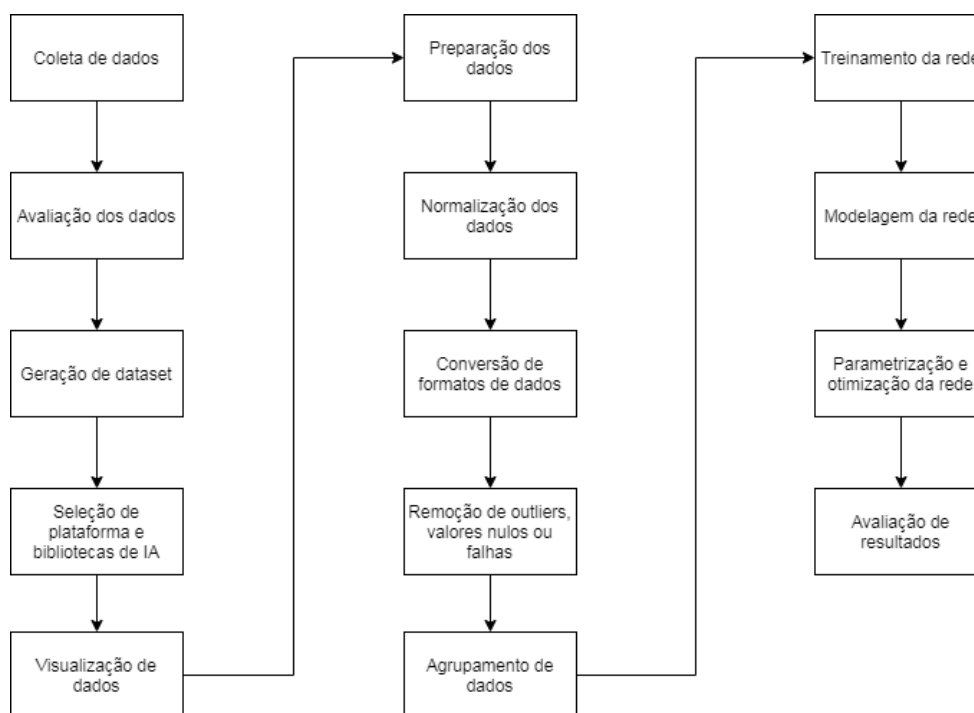 Coleta de dados
Avaliação dos dados
Geração de dataset
Seleção de
plataforma e
bibliotecas de IA
Visualização de
dados
Preparação dos
dados
Normalização dos
dados
Conversão de
formatos de dados
Remoção de outliers,
valores nulos ou
falhas
Agrupamento de
dados
Treinamento da rede
Modelagem da rede
Parametrização e
otimização da rede
Avaliação de
resultados